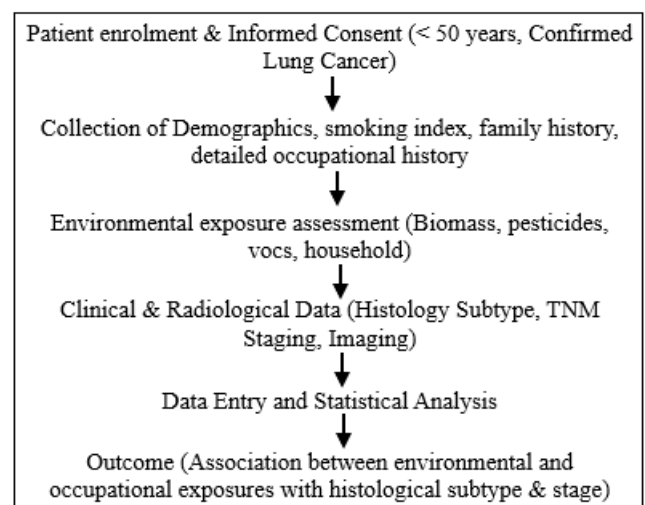 Patient enrolment & Informed Consent (< 50 years, Confirmed
Lung Cancer)
Collection of Demographics, smoking index, family history,
detailed occupational history
Environmental exposure assessment (Biomass, pesticides,
vocs, household)
Clinical & Radiological Data (Histology Subtype, TNM
Staging, Imaging)
Data Entry and Statistical Analysis
Outcome (Association between environmental and
occupational exposures with histological subtype & stage)